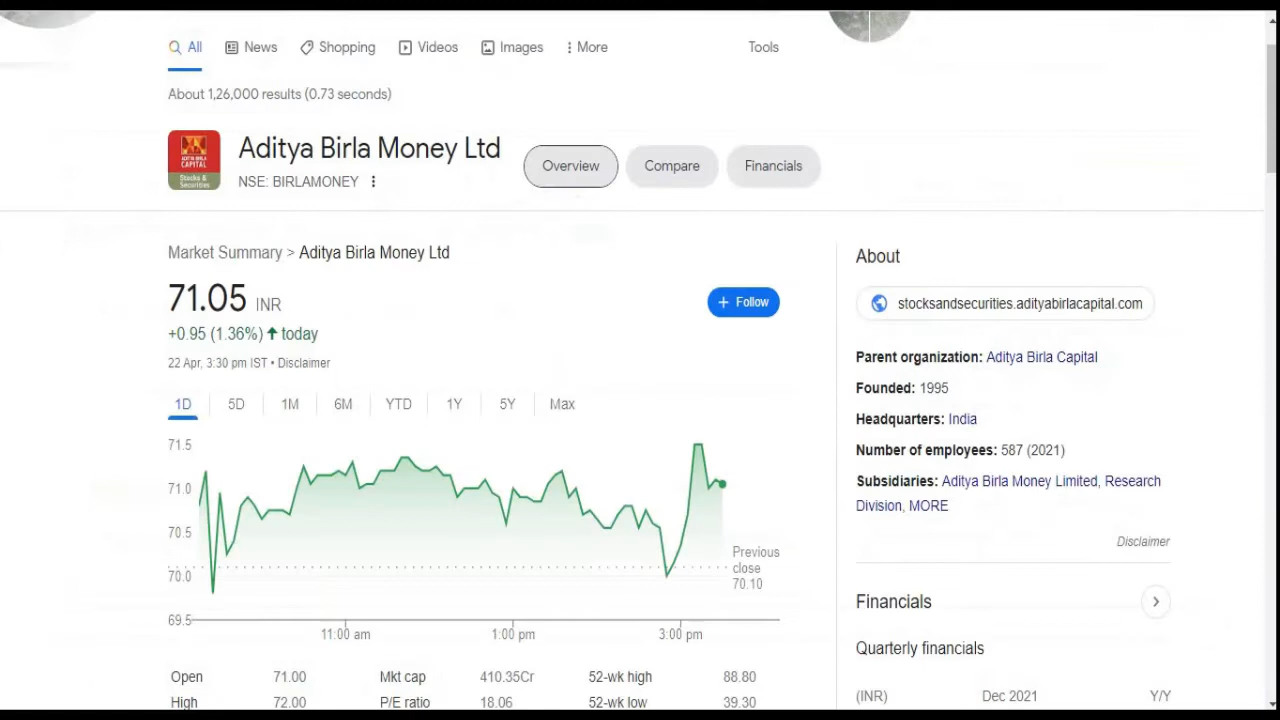 All News Shopping Videos Images More Tools
About 1,26,000 results (0.73 seconds)
ADITYA BIRLA
CAPITAL
Stocks &
Securities
Aditya Birla Money Ltd
NSE: BIRLAMONEY
Overview Compare Financials
Market Summary > Aditya Birla Money Ltd
71.05 INR
+ Follow
+0.95 (1.36%) ↑ today
22 Apr, 3:30 pm IST • Disclaimer
1D 5D 1M 6M YTD 1Y 5Y Max
71.5
71.0
70.5
70.0
69.5
Previous
close
70.10
11:00 am 1:00 pm 3:00 pm
Open 71.00 Mkt cap 410.35Cr 52-wk high 88.80
High 72.00 P/E ratio 18.06 52-wk low 39.30
About
stocksandsecurities.adityabirlacapital.com
Parent organization: Aditya Birla Capital
Founded: 1995
Headquarters: India
Number of employees: 587 (2021)
Subsidiaries: Aditya Birla Money Limited, Research
Division, MORE
Disclaimer
Financials
Quarterly financials
(INR) Dec 2021 Y/Y